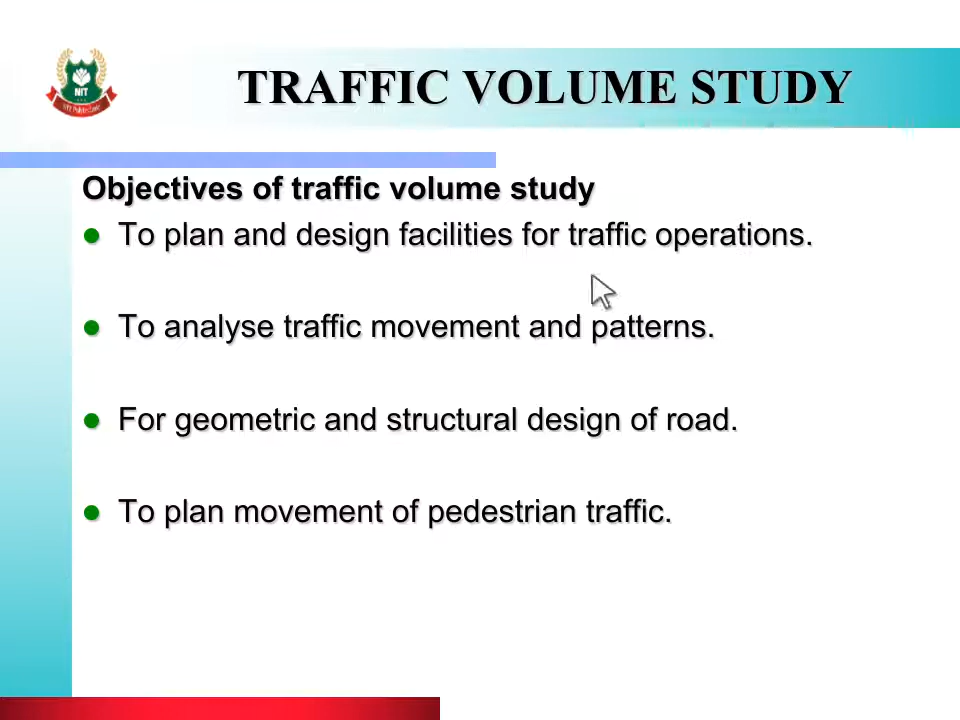 TRAFFIC VOLUME STUDY
NIT
Objectives of traffic volume study
To plan and design facilities for traffic operations.
To analyse traffic movement and patterns.
For geometric and structural design of road.
To plan movement of pedestrian traffic.